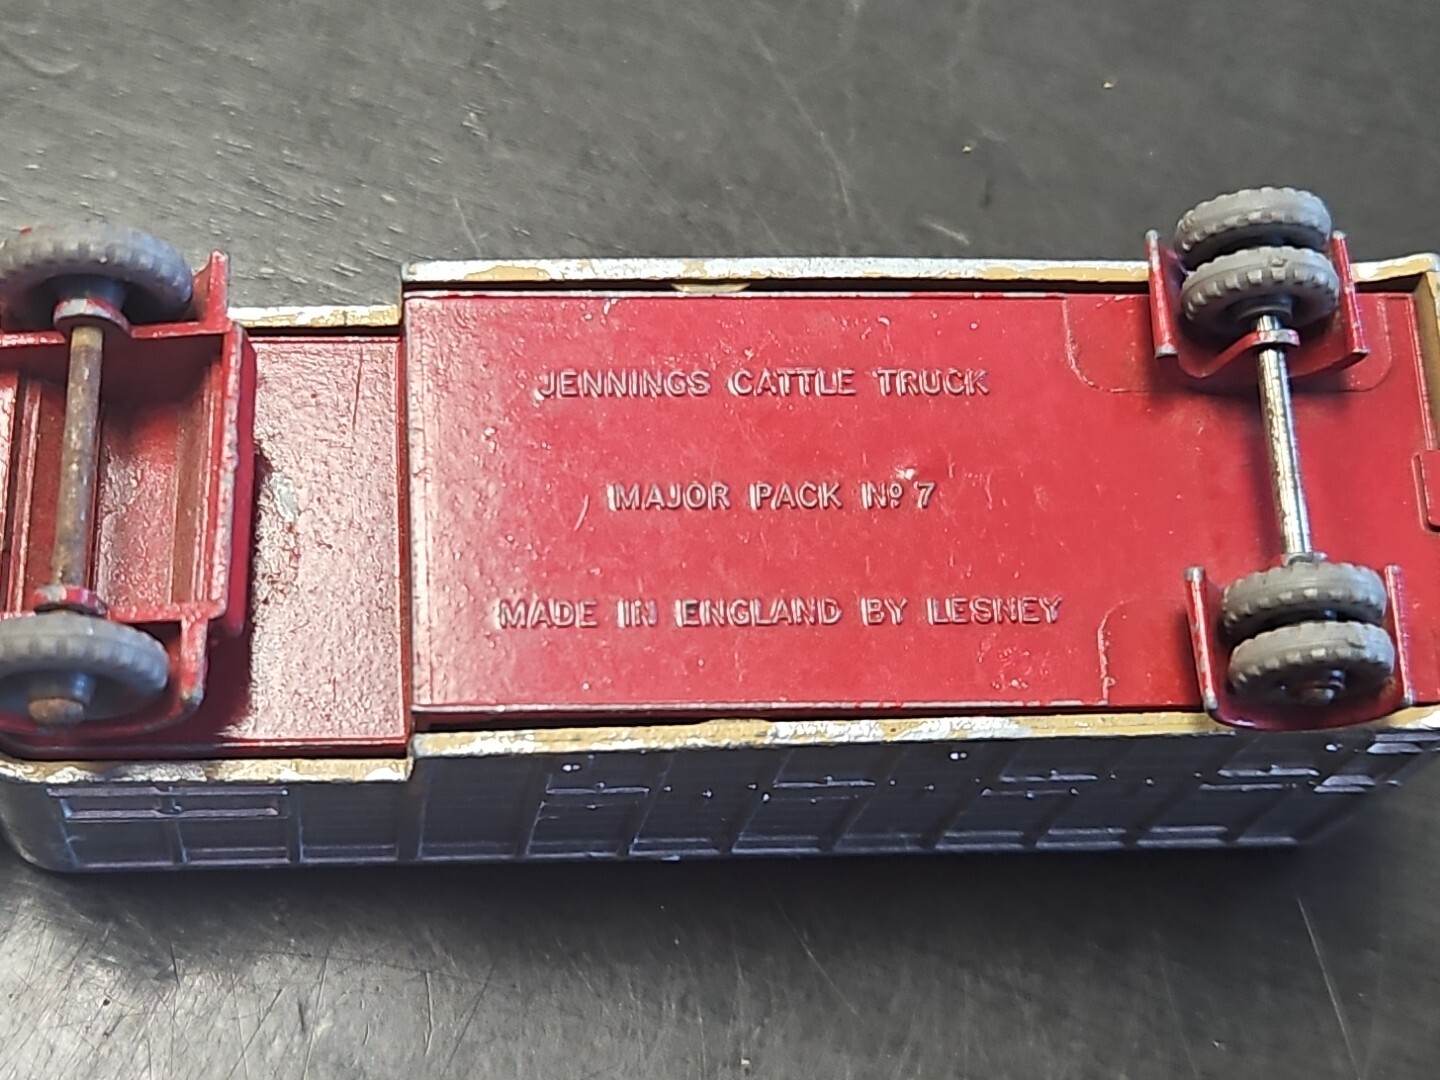 JENNINGS CATTLE TRUCK
MAJOR PACK Nº 7
MADE IN ENGLAND BY LESNEY